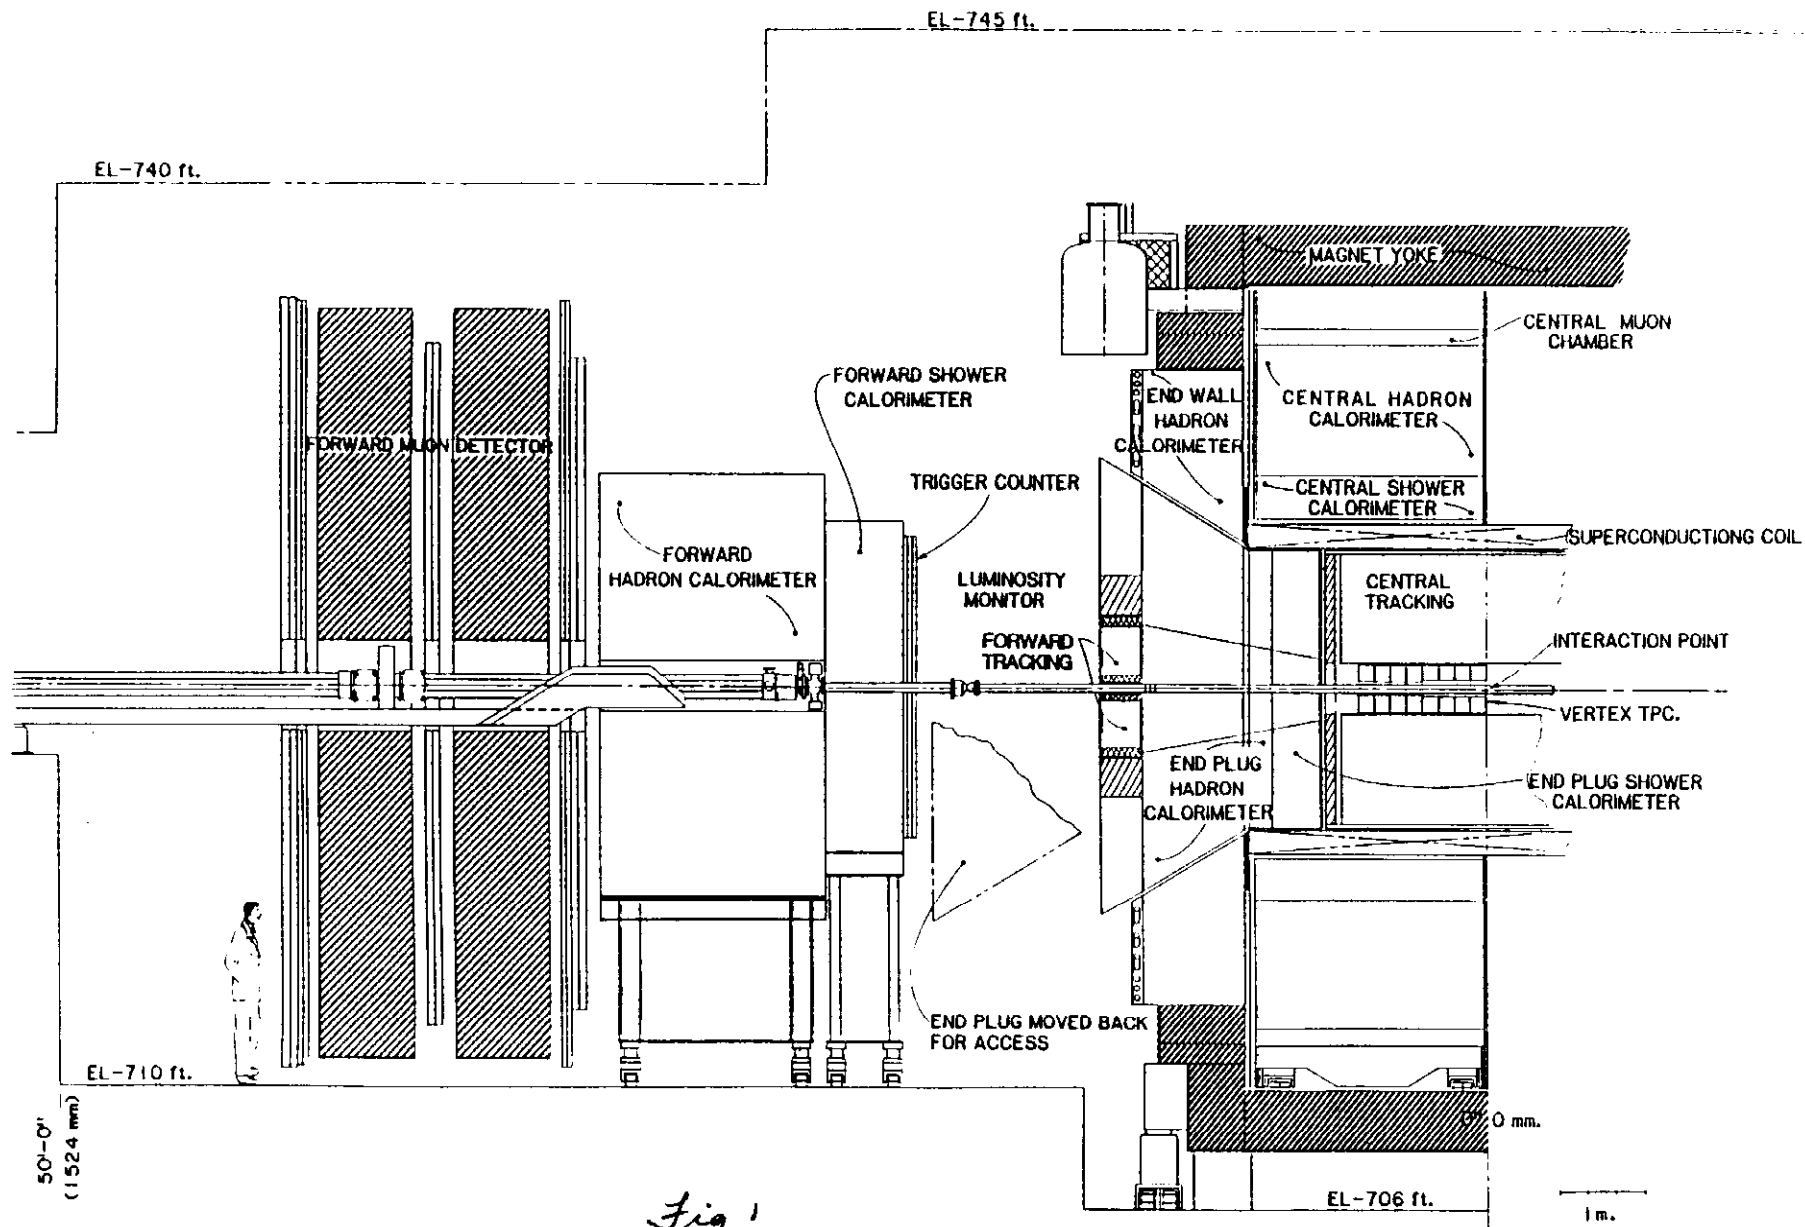 EL-745 ft.
EL-740 ft.
MAGNET YOKE
CENTRAL MUON
CHAMBER
FORWARD SHOWER
CALORIMETER
END WALL
HADRON
CALORIMETER
CENTRAL HADRON
CALORIMETER
FORWARD MUON DETECTOR
TRIGGER COUNTER
CENTRAL SHOWER
CALORIMETER
SUPERCONDUCTIONG COIL
FORWARD
HADRON CALORIMETER
LUMINOSITY
MONITOR
CENTRAL
TRACKING
FORWARD
TRACKING
INTERACTION POINT
VERTEX TPC.
END PLUG
HADRON
CALORIMETER
END PLUG SHOWER
CALORIMETER
END PLUG MOVED BACK
FOR ACCESS
EL-710 ft.
50'-0"
(1524 mm)
0 mm.
EL-706 ft.
1m.
Fig 1